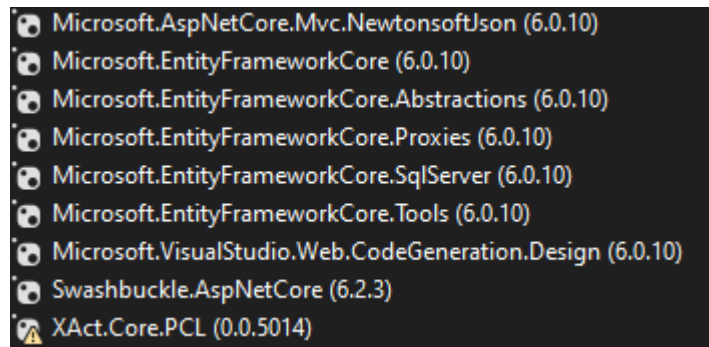 Microsoft.AspNetCore.Mvc.NewtonsoftJson (6.0.10)
Microsoft.EntityFrameworkCore (6.0.10)
Microsoft.EntityFrameworkCore.Abstractions (6.0.10)
Microsoft.EntityFrameworkCore.Proxies (6.0.10)
Microsoft.EntityFrameworkCore.SqlServer (6.0.10)
Microsoft.EntityFrameworkCore.Tools (6.0.10)
Microsoft.VisualStudio.Web.CodeGeneration.Design (6.0.10)
Swashbuckle.AspNetCore (6.2.3)
XAct.Core.PCL (0.0.5014)